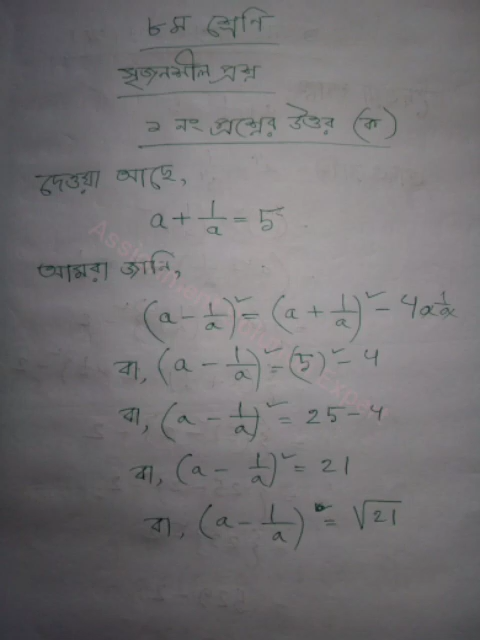 ৮ম শ্রেণি
সৃজনশীল প্রশ্ন
১ নং প্রশ্নের উত্তর (ক)
দেওয়া আছে,
a + 1/a = 5
আমরা জানি,
(a - 1/a)² = (a + 1/a)² - 4a·1/a
বা, (a - 1/a)² = (5)² - 4
বা, (a - 1/a)² = 25 - 4
বা, (a - 1/a)² = 21
বা, (a - 1/a) = √21